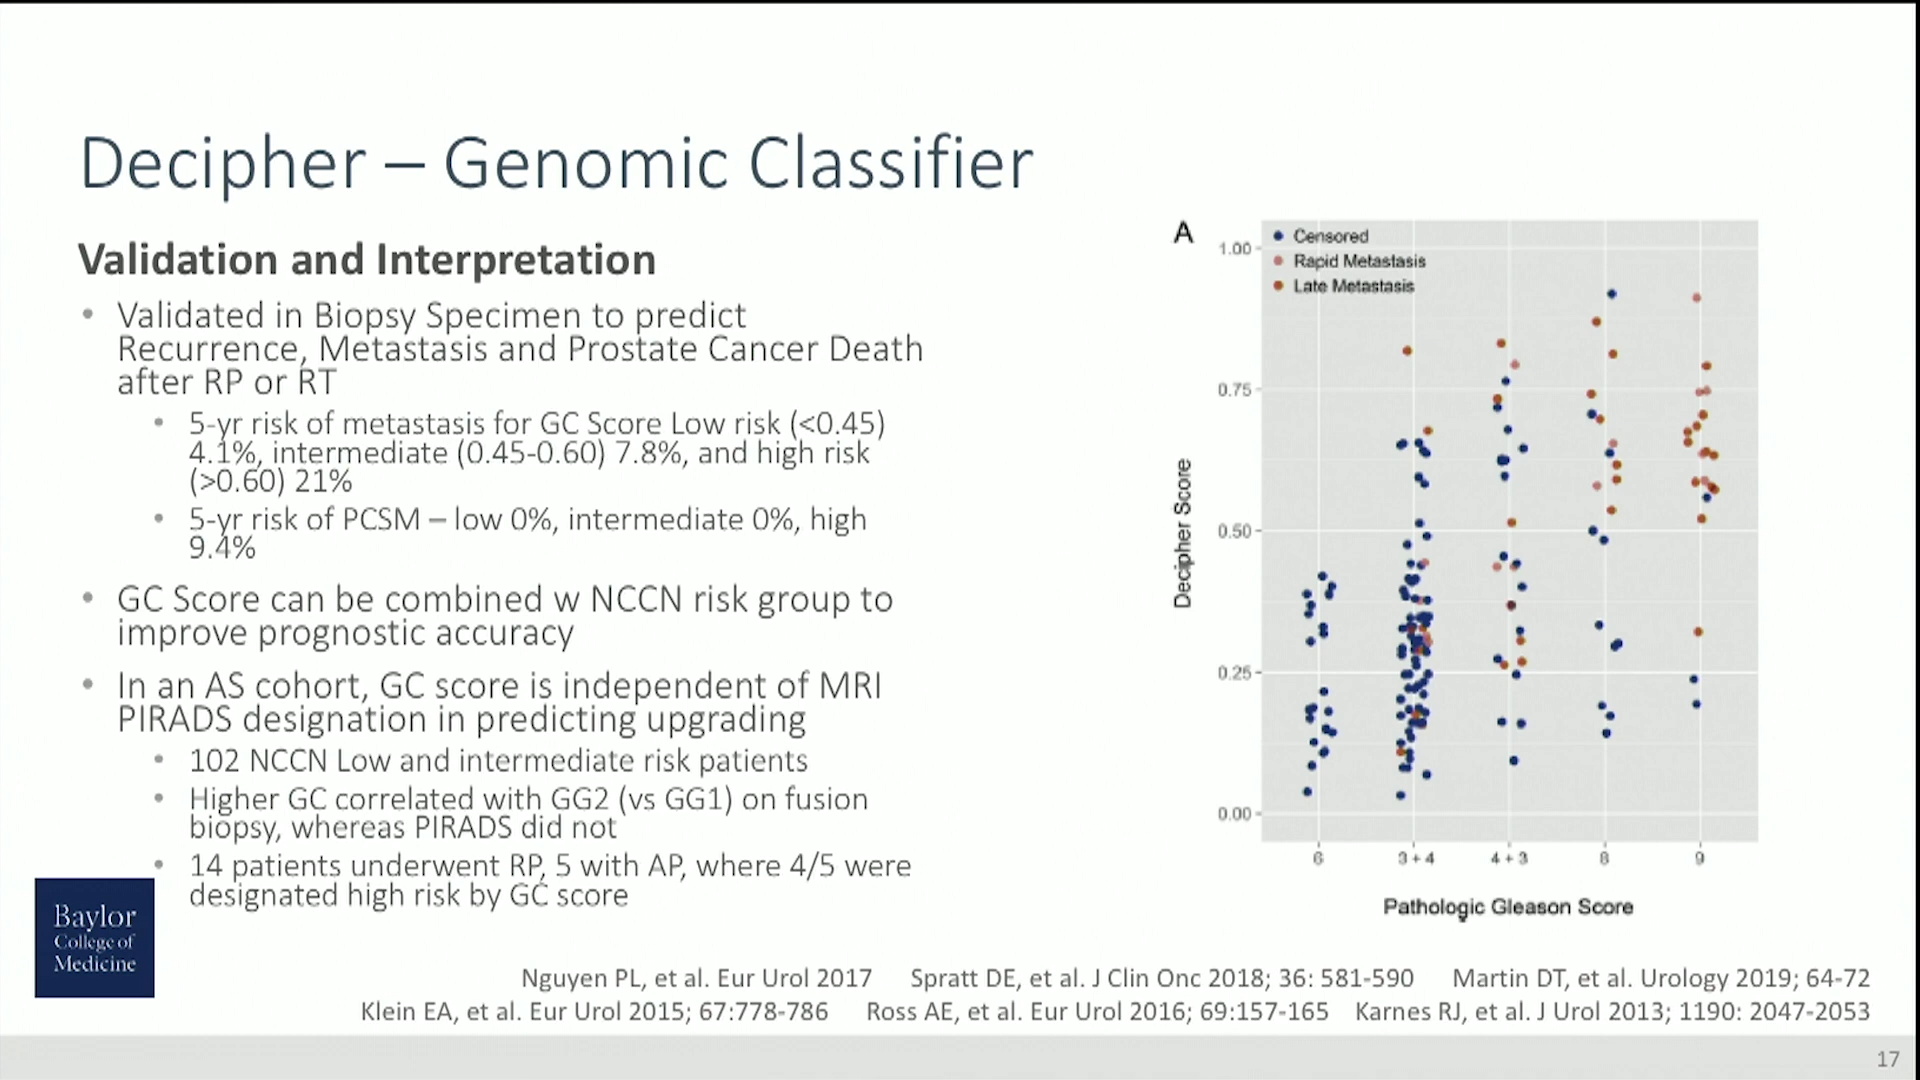 Decipher – Genomic Classifier
Validation and Interpretation
• Validated in Biopsy Specimen to predict
Recurrence, Metastasis and Prostate Cancer Death
after RP or RT
• 5-yr risk of metastasis for GC Score Low risk (<0.45)
4.1%, intermediate (0.45-0.60) 7.8%, and high risk
(>0.60) 21%
• 5-yr risk of PCSM – low 0%, intermediate 0%, high
9.4%
• GC Score can be combined w NCCN risk group to
improve prognostic accuracy
• In an AS cohort, GC score is independent of MRI
PIRADS designation in predicting upgrading
• 102 NCCN Low and intermediate risk patients
• Higher GC correlated with GG2 (vs GG1) on fusion
biopsy, whereas PIRADS did not
• 14 patients underwent RP, 5 with AP, where 4/5 were
designated high risk by GC score
A
Censored
Rapid Metastasis
Late Metastasis
Decipher Score
1.00
0.75
0.50
0.25
0.00
6 3+4 4+3 8 9
Pathologic Gleason Score
Baylor
College of
Medicine
Nguyen PL, et al. Eur Urol 2017 Spratt DE, et al. J Clin Onc 2018; 36: 581-590 Martin DT, et al. Urology 2019; 64-72
Klein EA, et al. Eur Urol 2015; 67:778-786 Ross AE, et al. Eur Urol 2016; 69:157-165 Karnes RJ, et al. J Urol 2013; 1190: 2047-2053
17